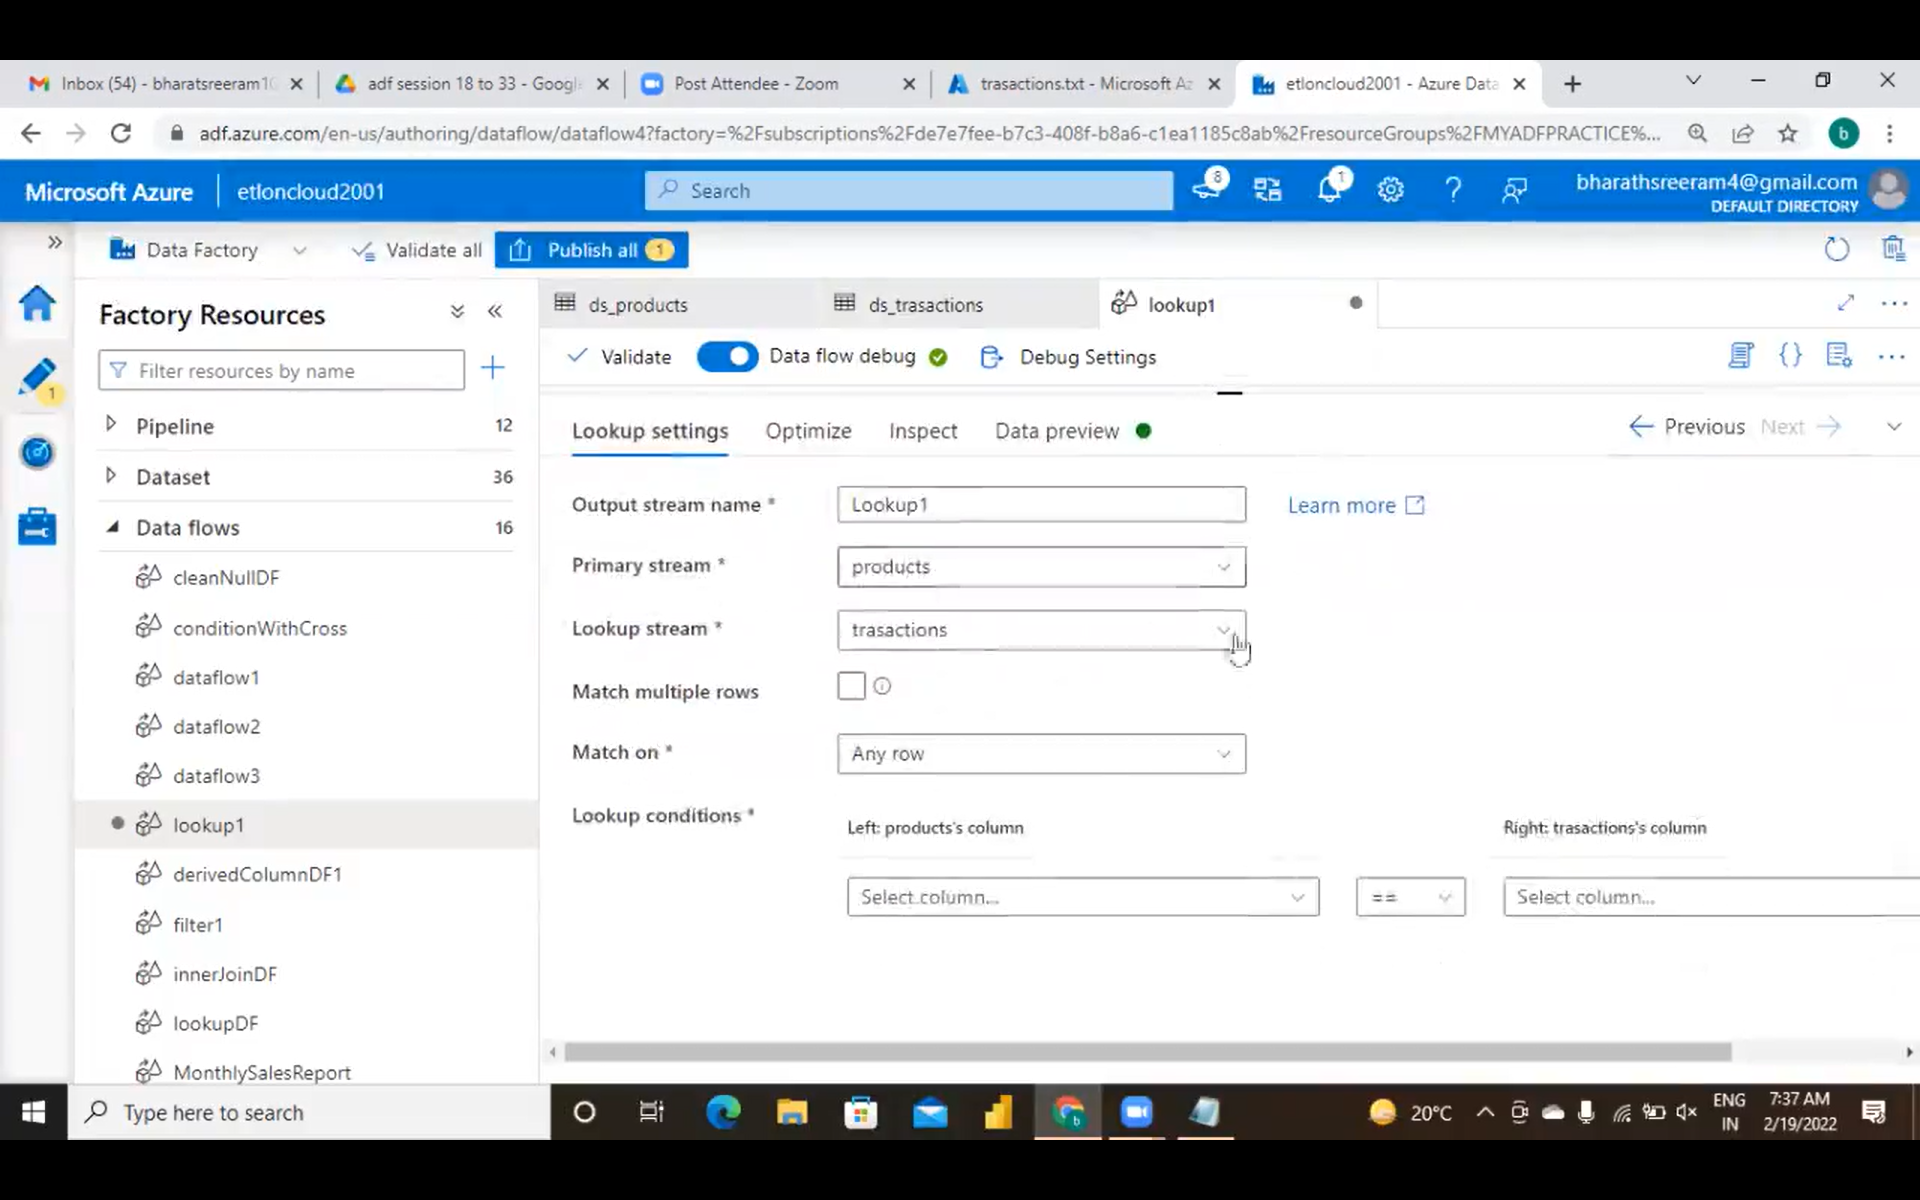 Inbox (54) - bharatsreeram10
adf session 18 to 33 - Google
Post Attendee - Zoom
trasactions.txt - Microsoft Az
etloncloud2001 - Azure Data
adf.azure.com/en-us/authoring/dataflow/dataflow4?factory=%2Fsubscriptions%2Fde7e7fee-b7c3-408f-b8a6-c1ea1185c8ab%2FresourceGroups%2FMYADFPRACTICE%...
b
Microsoft Azure
etloncloud2001
Search
8
1
bharathsreeram4@gmail.com
DEFAULT DIRECTORY
Data Factory
Validate all
Publish all 1
Factory Resources
ds_products
ds_trasactions
lookup1
Validate
Data flow debug
Debug Settings
Filter resources by name
1
Pipeline 12
Dataset 36
Data flows 16
cleanNullDF
conditionWithCross
dataflow1
dataflow2
dataflow3
lookup1
derivedColumnDF1
filter1
innerJoinDF
lookupDF
MonthlySalesReport
Lookup settings
Optimize
Inspect
Data preview
Previous
Next
Output stream name *
Lookup1
Learn more
Primary stream *
products
Lookup stream *
trasactions
Match multiple rows
Match on *
Any row
Lookup conditions *
Left: products's column
Right: trasactions's column
Select column...
==
Select column...
Type here to search
20°C
ENG
IN
7:37 AM
2/19/2022